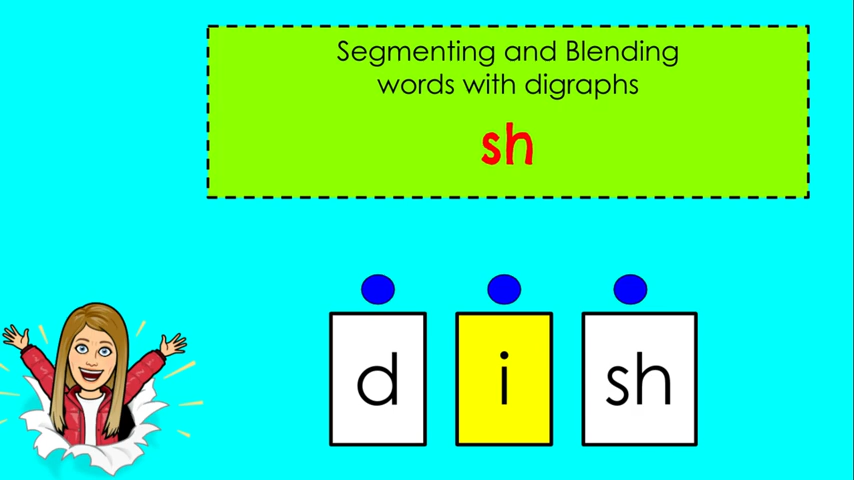 Segmenting and Blending
words with digraphs
sh
d i sh